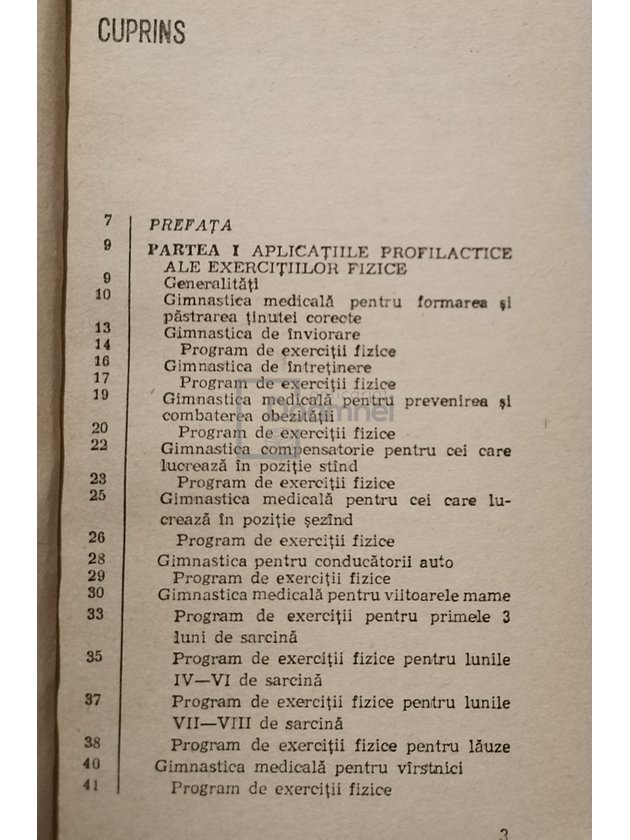 CUPRINS
7 PREFAȚA
9 PARTEA I APLICAȚIILE PROFILACTICE
ALE EXERCIȚIILOR FIZICE
9 Generalități
10 Gimnastica medicală pentru formarea și
păstrarea ținutei corecte
13 Gimnastica de înviorare
14 Program de exerciții fizice
16 Gimnastica de întreținere
17 Program de exerciții fizice
19 Gimnastica medicală pentru prevenirea și
combaterea obezității
20 Program de exerciții fizice
22 Gimnastica compensatorie pentru cei care
lucrează în poziție stînd
23 Program de exerciții fizice
25 Gimnastica medicală pentru cei care lu-
crează în poziție șezînd
26 Program de exerciții fizice
28 Gimnastica pentru conducătorii auto
29 Program de exerciții fizice
30 Gimnastica medicală pentru viitoarele mame
33 Program de exerciții pentru primele 3
luni de sarcină
35 Program de exerciții fizice pentru lunile
IV—VI de sarcină
37 Program de exerciții fizice pentru lunile
VII—VIII de sarcină
38 Program de exerciții fizice pentru lăuze
40 Gimnastica medicală pentru vîrstnici
41 Program de exerciții fizice
3